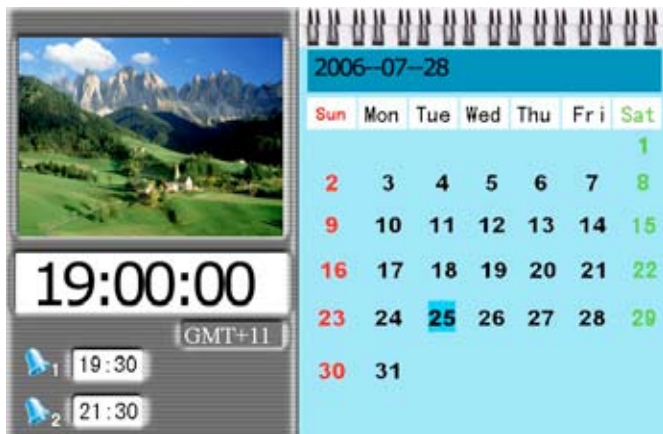 19:00:00
GMT+11
1 19:30
2 21:30
2006--07--28
Sun Mon Tue Wed Thu Fri Sat
1
2 3 4 5 6 7 8
9 10 11 12 13 14 15
16 17 18 19 20 21 22
23 24 25 26 27 28 29
30 31